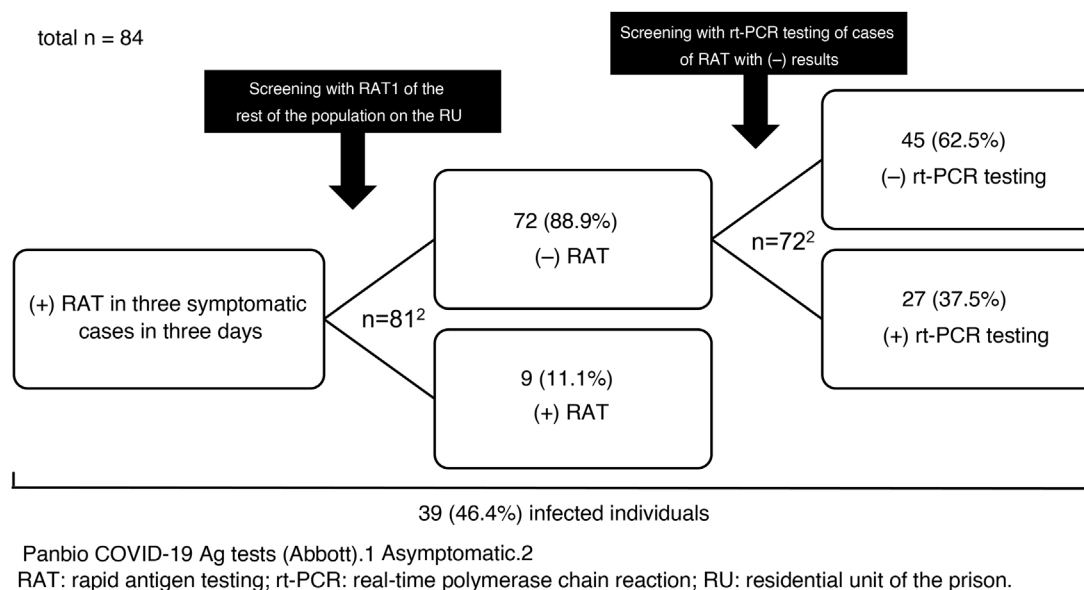 total n = 84
Screening with RAT1 of the
rest of the population on the RU
Screening with rt-PCR testing of cases
of RAT with (–) results
(+) RAT in three symptomatic
cases in three days
n=81²
72 (88.9%)
(–) RAT
9 (11.1%)
(+) RAT
n=72²
45 (62.5%)
(–) rt-PCR testing
27 (37.5%)
(+) rt-PCR testing
39 (46.4%) infected individuals
Panbio COVID-19 Ag tests (Abbott).1 Asymptomatic.2
RAT: rapid antigen testing; rt-PCR: real-time polymerase chain reaction; RU: residential unit of the prison.